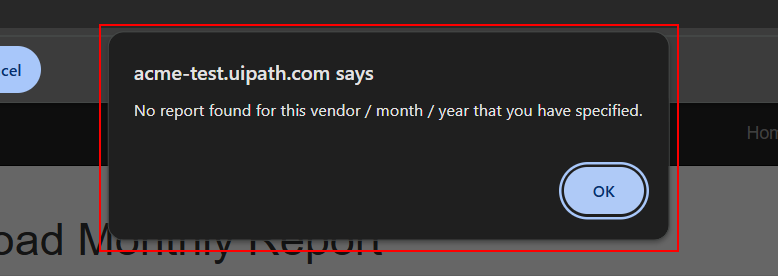 acme-test.uipath.com says
cel
No report found for this vendor / month / year that you have specified.
Hom
OK
oad Monthly Report